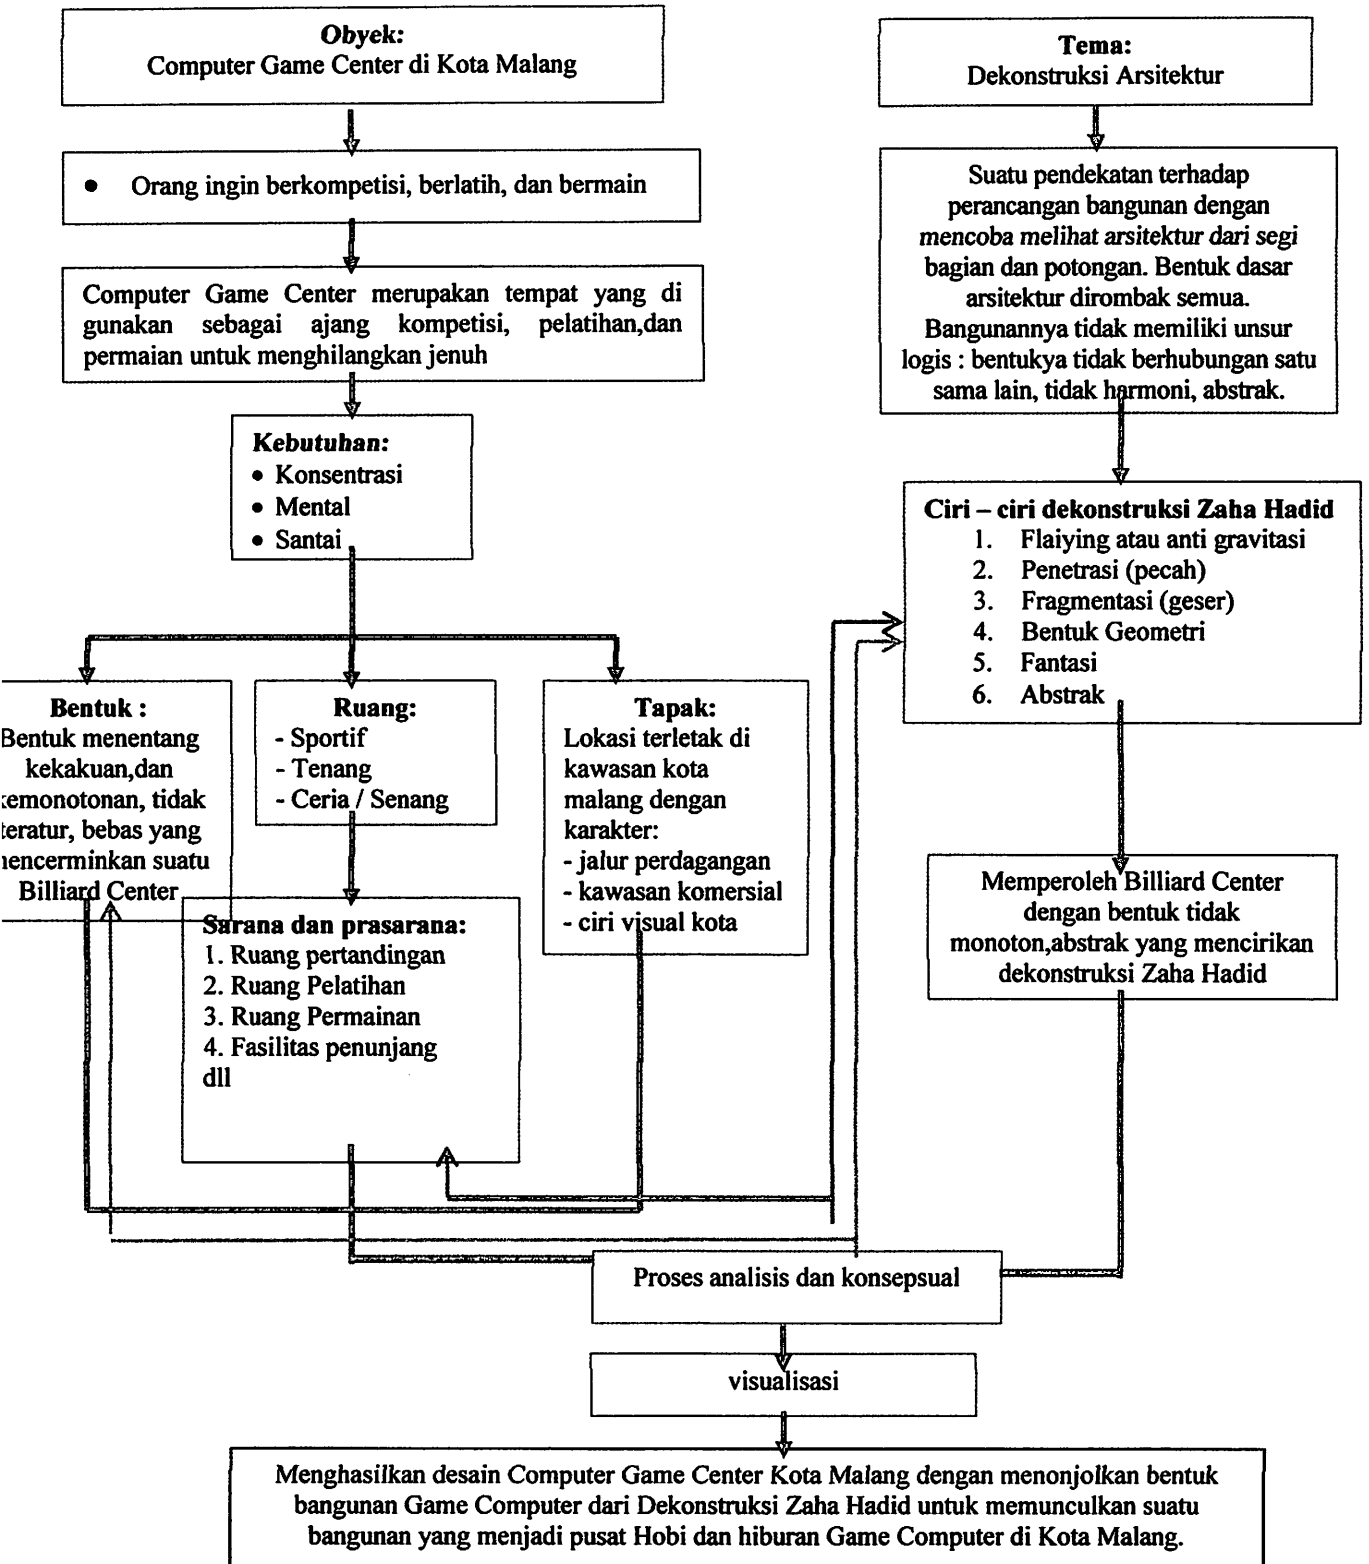 Obyek:
Computer Game Center di Kota Malang
Orang ingin berkompetisi, berlatih, dan bermain
Computer Game Center merupakan tempat yang di
gunakan sebagai ajang kompetisi, pelatihan,dan
permaian untuk menghilangkan jenuh
Kebutuhan:
• Konsentrasi
• Mental
• Santai
Bentuk :
Bentuk menentang
kekakuan,dan
emonotonan, tidak
teratur, bebas yang
encerminkan suatu
Billiard Center
Ruang:
- Sportif
- Tenang
- Ceria / Senang
Sarana dan prasarana:
1. Ruang pertandingan
2. Ruang Pelatihan
3. Ruang Permainan
4. Fasilitas penunjang
dll
Tapak:
Lokasi terletak di
kawasan kota
malang dengan
karakter:
- jalur perdagangan
- kawasan komersial
- ciri visual kota
Tema:
Dekonstruksi Arsitektur
Suatu pendekatan terhadap
perancangan bangunan dengan
mencoba melihat arsitektur dari segi
bagian dan potongan. Bentuk dasar
arsitektur dirombak semua.
Bangunannya tidak memiliki unsur
logis : bentukya tidak berhubungan satu
sama lain, tidak harmoni, abstrak.
Ciri – ciri dekonstruksi Zaha Hadid
1. Flaiying atau anti gravitasi
2. Penetrasi (pecah)
3. Fragmentasi (geser)
4. Bentuk Geometri
5. Fantasi
6. Abstrak
Memperoleh Billiard Center
dengan bentuk tidak
monoton,abstrak yang mencirikan
dekonstruksi Zaha Hadid
Proses analisis dan konsepsual
visualisasi
Menghasilkan desain Computer Game Center Kota Malang dengan menonjolkan bentuk
bangunan Game Computer dari Dekonstruksi Zaha Hadid untuk memunculkan suatu
bangunan yang menjadi pusat Hobi dan hiburan Game Computer di Kota Malang.